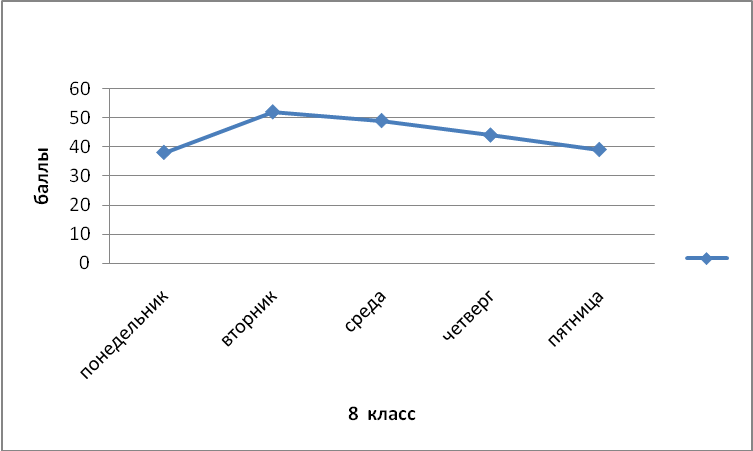 60
50
40
30
20
10
0
баллы
понедельник
вторник
среда
четверг
пятница
8 класс